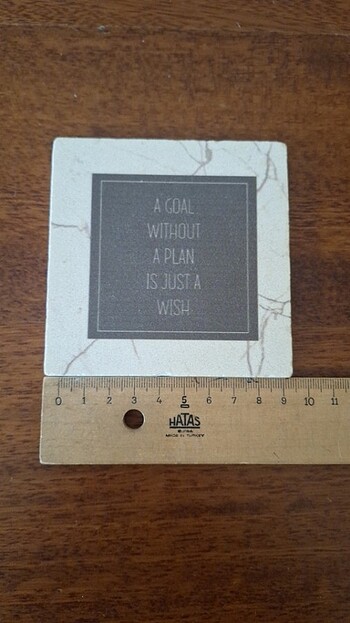 A GOAL
WITHOUT
A PLAN
IS JUST A
WISH
0 1 2 3 4 5 6 7 8 9 10 11
HATAS
MADE IN TURKEY